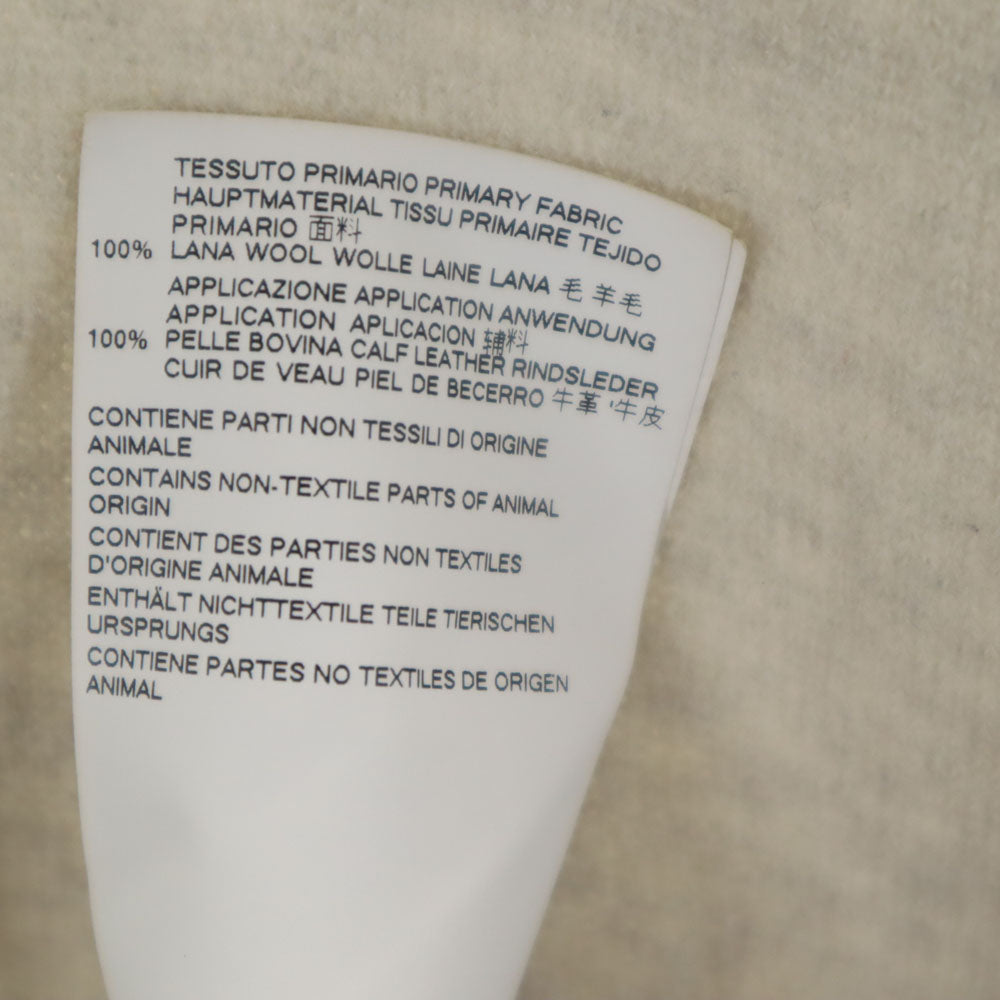 TESSUTO PRIMARIO PRIMARY FABRIC
HAUPTMATERIAL TISSU PRIMAIRE TEJIDO
PRIMARIO 面料
100% LANA WOOL WOLLE LAINE LANA 毛 羊毛
APPLICAZIONE APPLICATION ANWENDUNG
APPLICATION APLICACION 辅料
100% PELLE BOVINA CALF LEATHER RINDSLEDER
CUIR DE VEAU PIEL DE BECERRO 牛革 '牛皮
CONTIENE PARTI NON TESSILI DI ORIGINE
ANIMALE
CONTAINS NON-TEXTILE PARTS OF ANIMAL
ORIGIN
CONTIENT DES PARTIES NON TEXTILES
D'ORIGINE ANIMALE
ENTHÄLT NICHTTEXTILE TEILE TIERISCHEN
URSPRUNGS
CONTIENE PARTES NO TEXTILES DE ORIGEN
ANIMAL